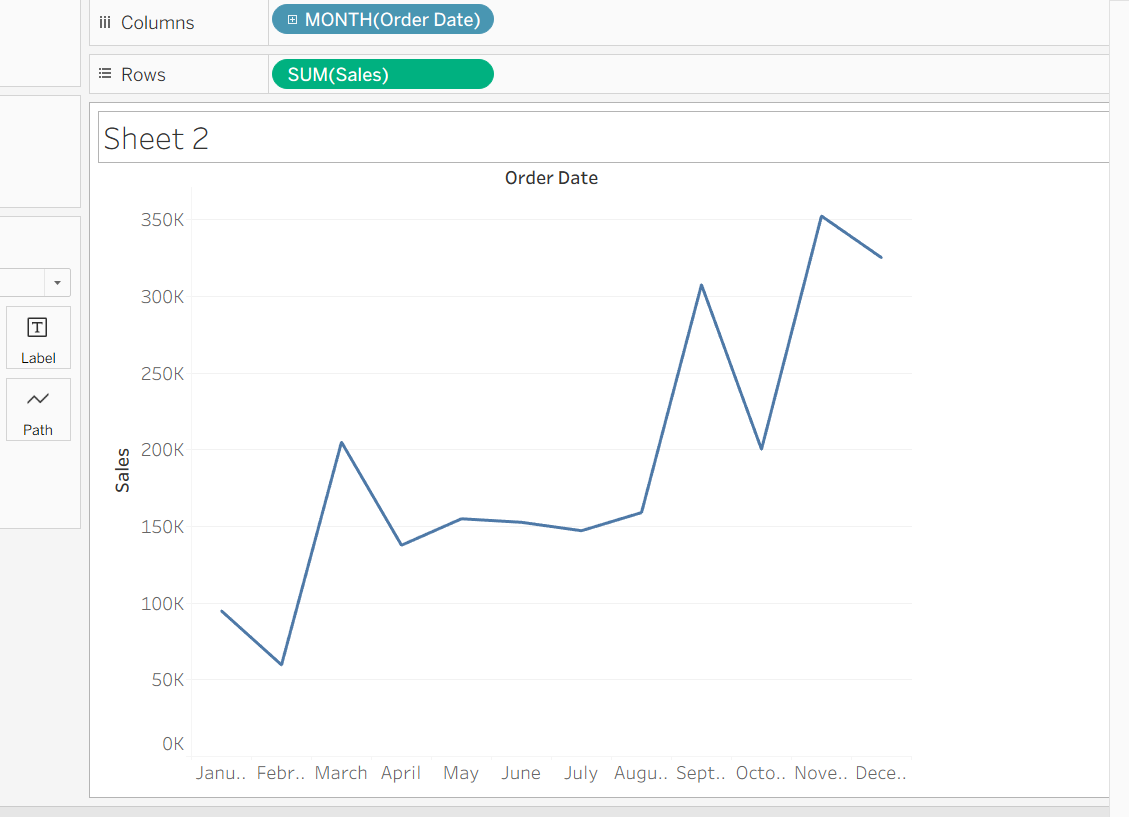 Columns
MONTH(Order Date)
Rows
SUM(Sales)
Sheet 2
Order Date
350K
300K
250K
200K
150K
100K
50K
0K
Sales
Label
Path
Janu.. Febr.. March April May June July Augu.. Sept.. Octo.. Nove.. Dece..